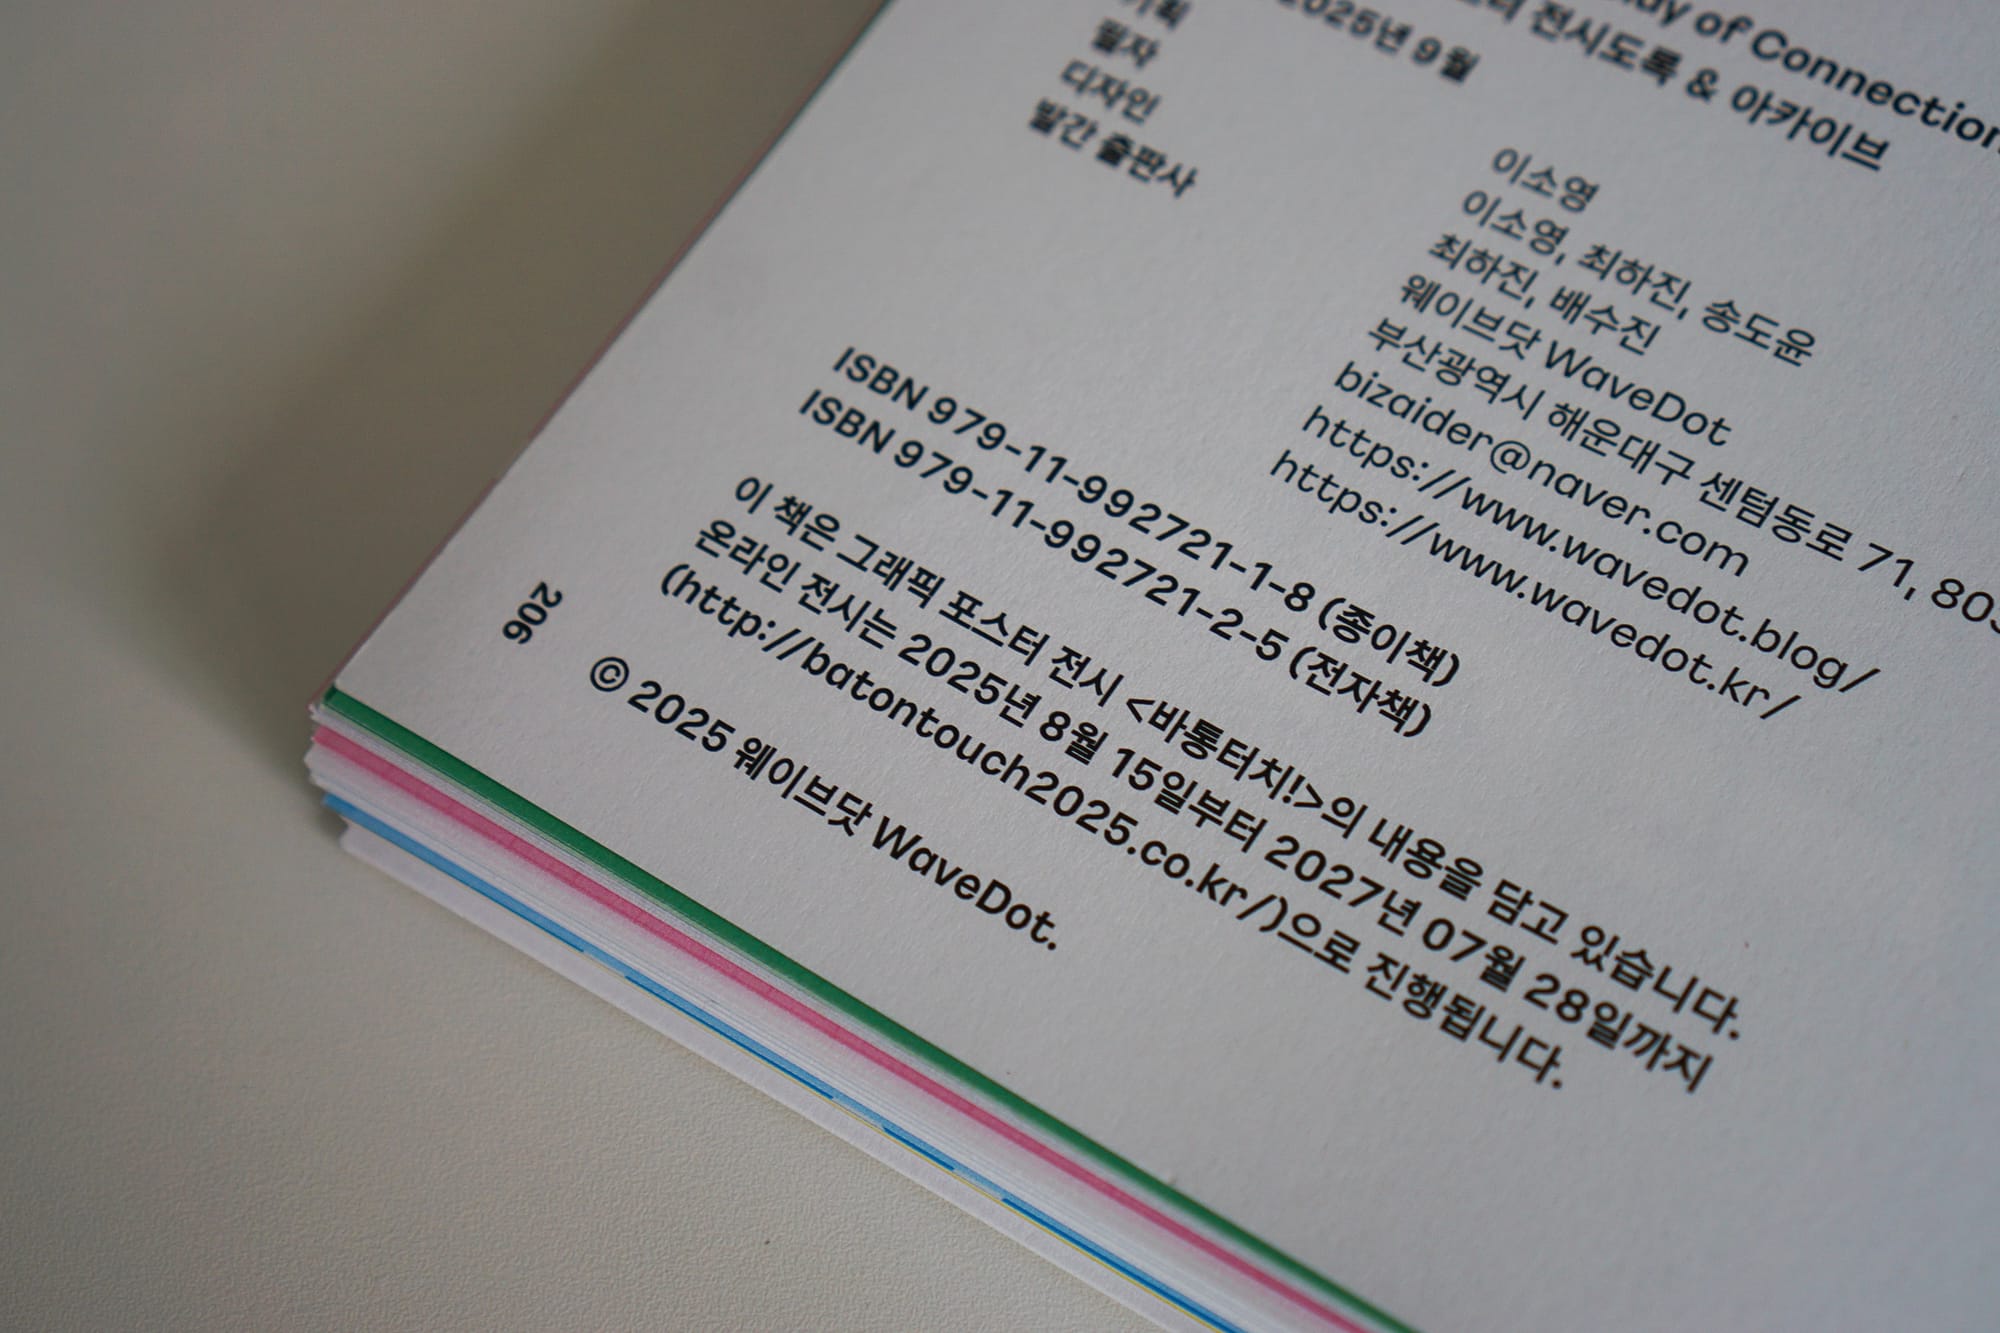 of Connection
전시도록 & 아카이브
2025년 9월
기획
필자
디자인
발간 출판사
이소영
이소영, 최하진, 송도윤
최하진, 배수진
웨이브닷 WaveDot
부산광역시 해운대구 센텀동로 71,
bizaider@naver.com
https://www.wavedot.blog/
https://www.wavedot.kr/
ISBN 979-11-992721-1-8 (종이책)
ISBN 979-11-992721-2-5 (전자책)
이 책은 그래픽 포스터 전시 <바통터치!>의 내용을 담고 있습니다.
온라인 전시는 2025년 8월 15일부터 2027년 07월 28일까지
(http://batontouch2025.co.kr/)으로 진행됩니다.
© 2025 웨이브닷 WaveDot.
206